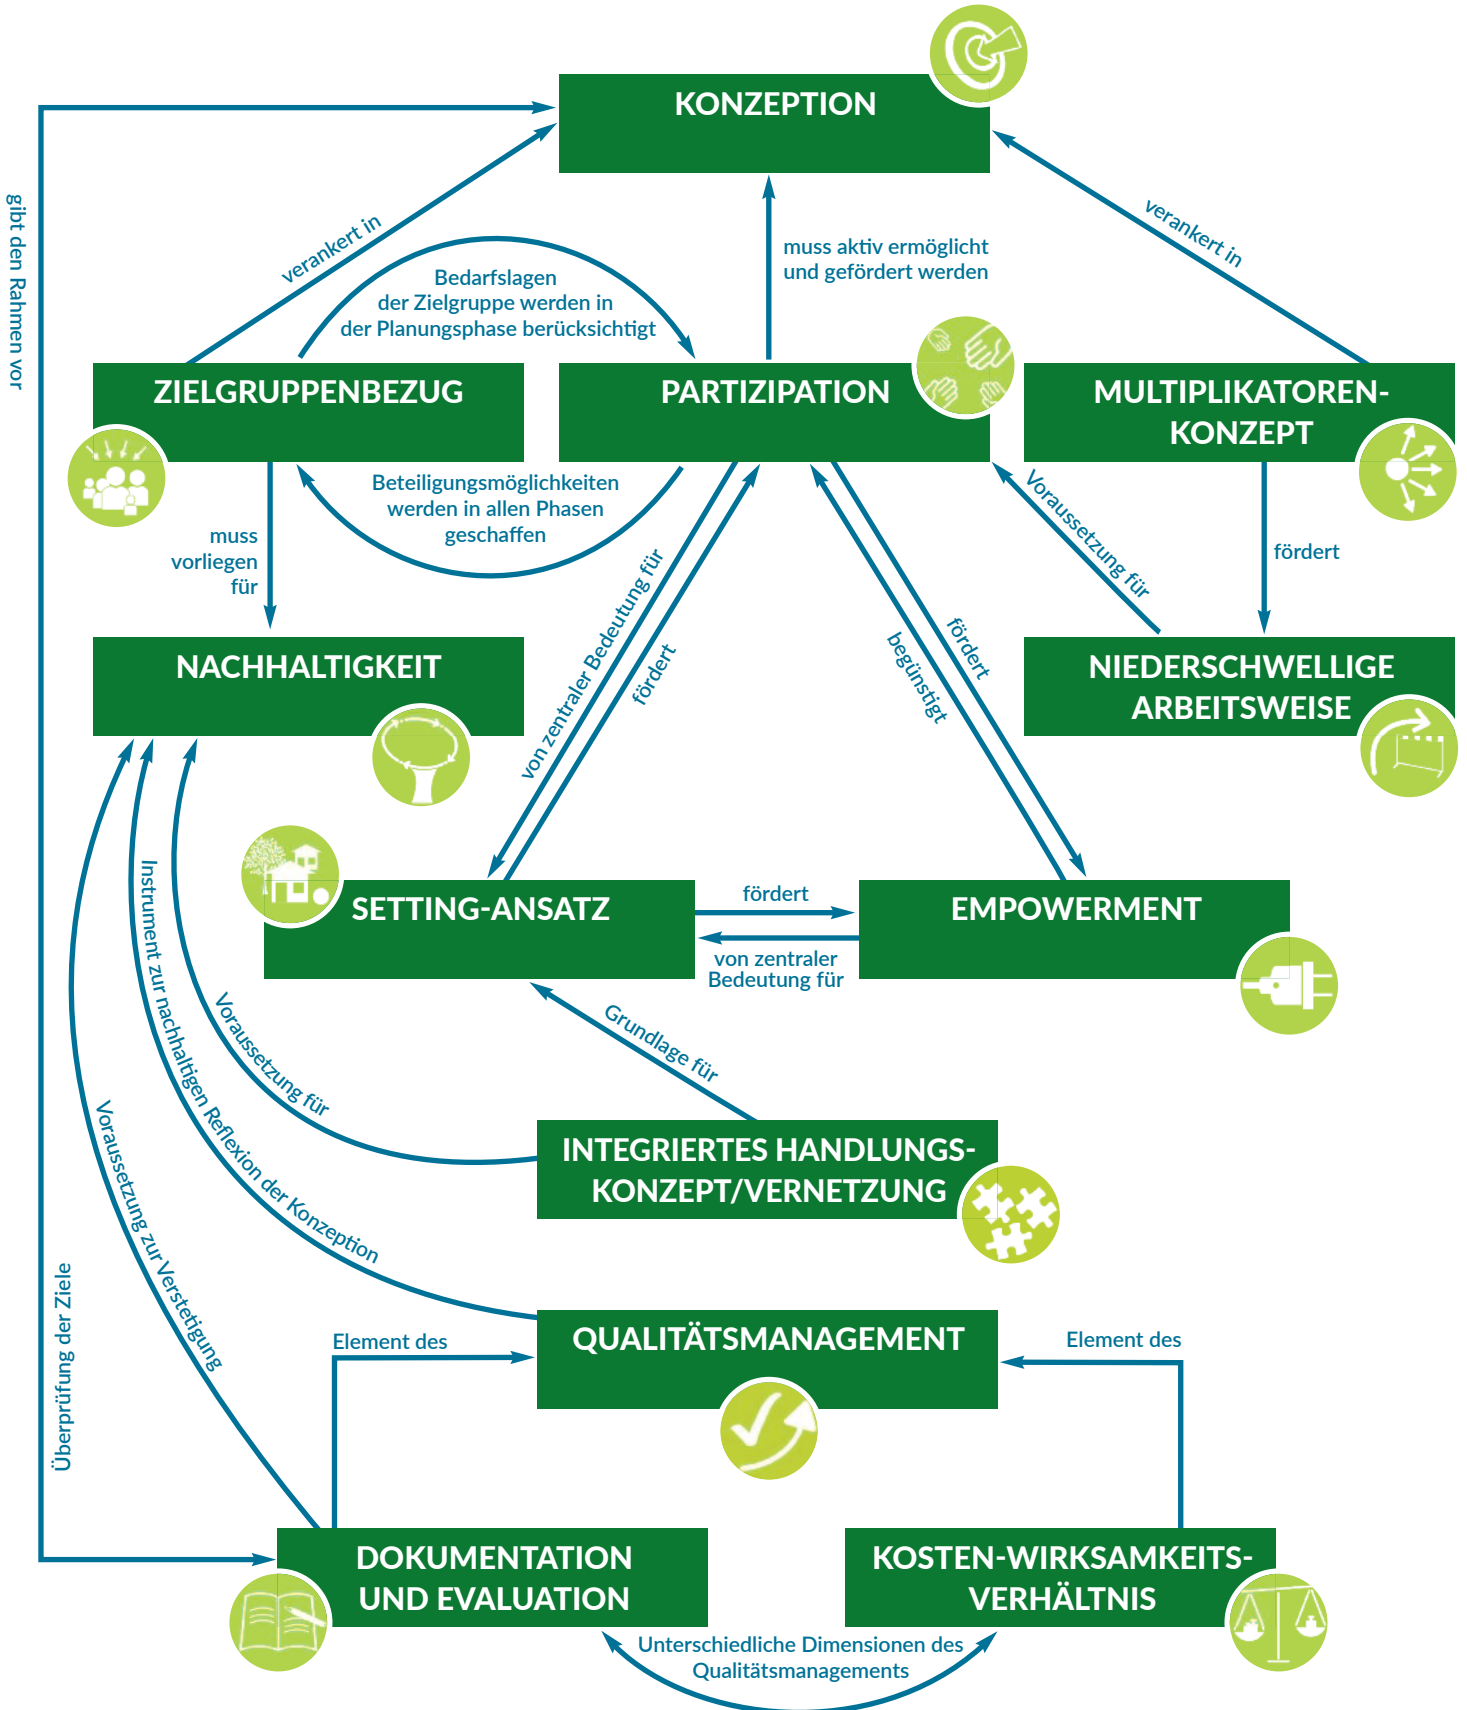 KONZEPTION
gibt den Rahmen vor
verankert in
verankert in
muss aktiv ermöglicht
und gefördert werden
Bedarfslagen
der Zielgruppe werden in
der Planungsphase berücksichtigt
ZIELGRUPPENBEZUG
PARTIZIPATION
MULTIPLIKATOREN-
KONZEPT
Beteiligungsmöglichkeiten
werden in allen Phasen
geschaffen
muss
vorliegen
für
Voraussetzung für
fördert
von zentraler Bedeutung für
fördert
begünstigt
fördert
NACHHALTIGKEIT
NIEDERSCHWELLIGE
ARBEITSWEISE
SETTING-ANSATZ
fördert
von zentraler
Bedeutung für
EMPOWERMENT
Instrument zur nachhaltigen Reflexion der Konzeption
Voraussetzung für
Grundlage für
Voraussetzung zur Verstetigung
INTEGRIERTES HANDLUNGS-
KONZEPT/VERNETZUNG
Überprüfung der Ziele
Element des
QUALITÄTSMANAGEMENT
Element des
DOKUMENTATION
UND EVALUATION
KOSTEN-WIRKSAMKEITS-
VERHÄLTNIS
Unterschiedliche Dimensionen des
Qualitätsmanagements